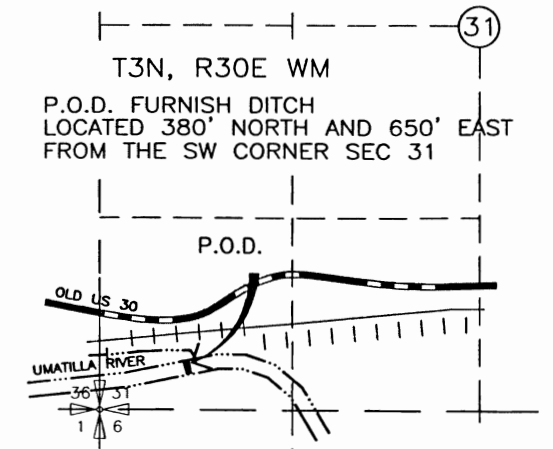 31
T3N, R30E WM
P.O.D. FURNISH DITCH
LOCATED 380' NORTH AND 650' EAST
FROM THE SW CORNER SEC 31
P.O.D.
OLD US 30
UMATILLA RIVER
36 31
1 6